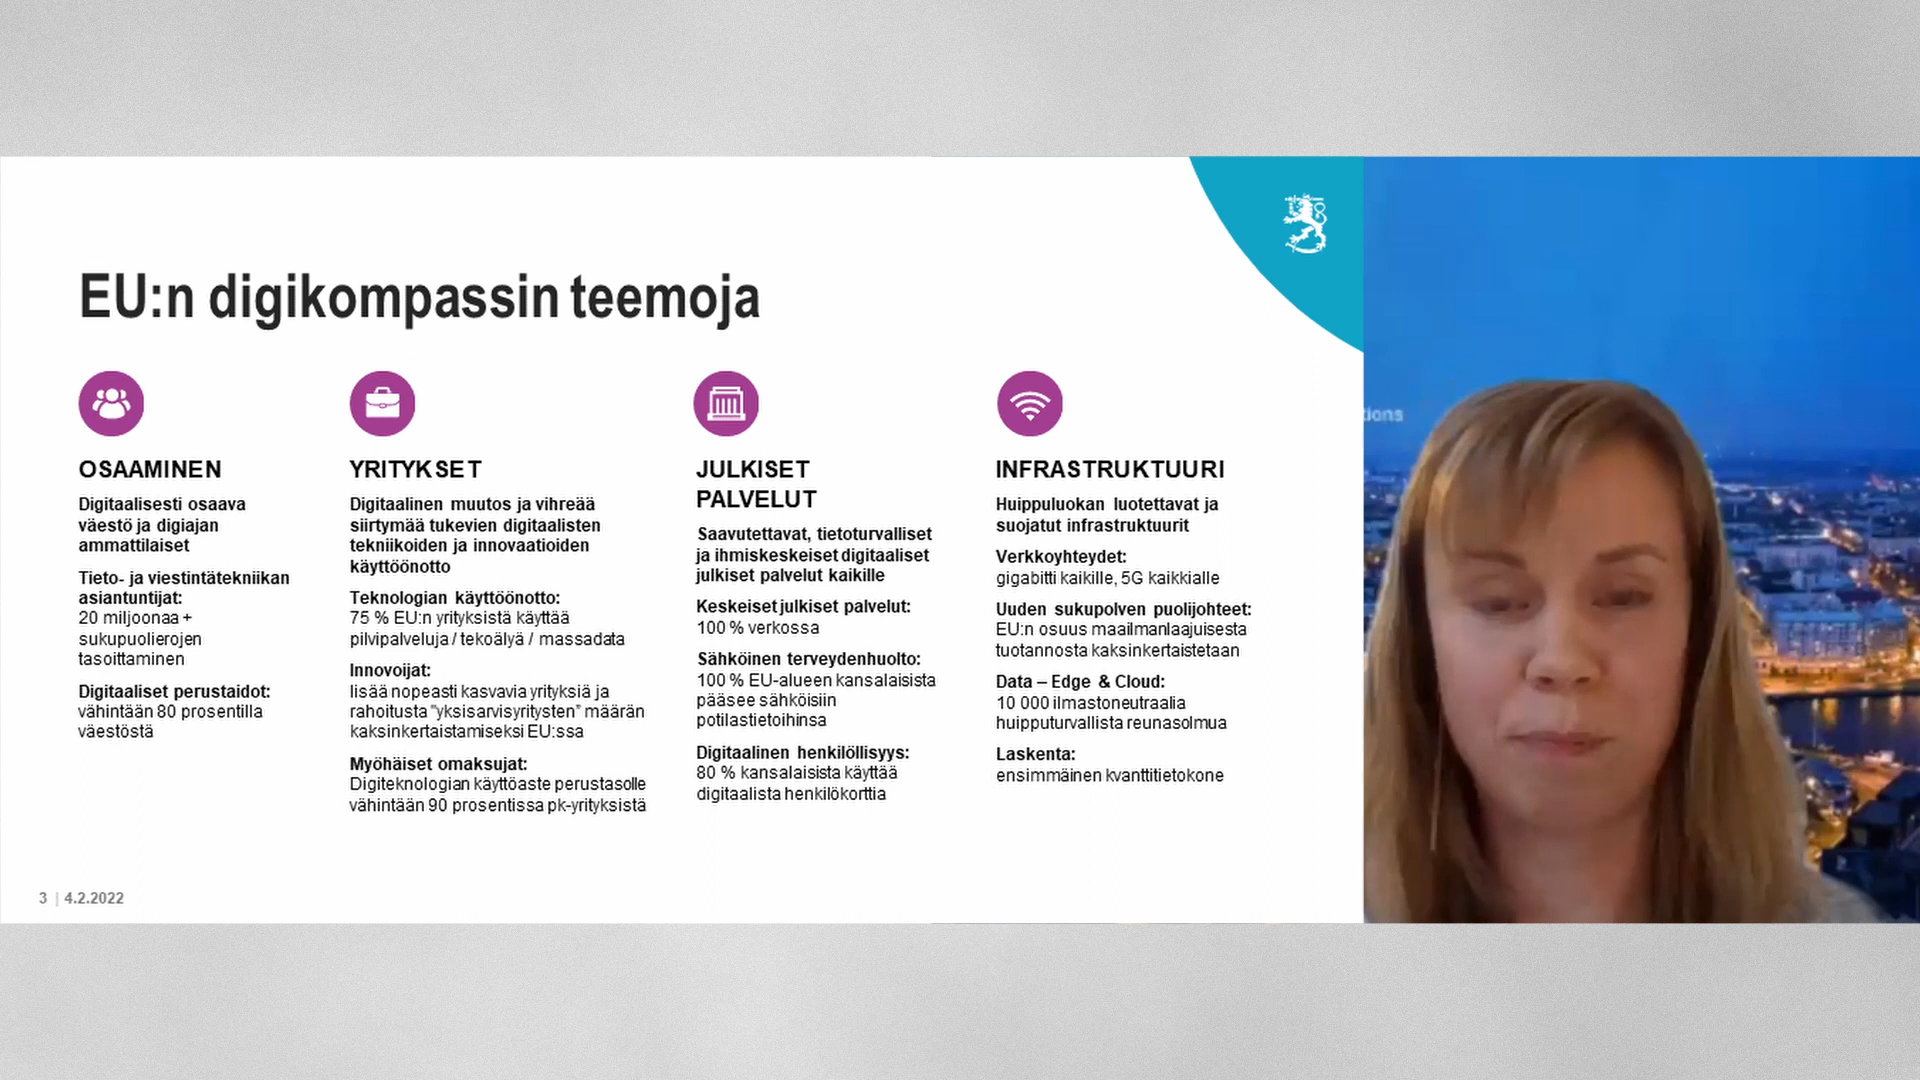 EU:n digikompassin teemoja
OSAAMINEN
Digitaalisesti osaava
väestö ja digiajan
ammattilaiset
Tieto- ja viestintätekniikan
asiantuntijat:
20 miljoonaa +
sukupuolierojen
tasoittaminen
Digitaaliset perustaidot:
vähintään 80 prosentilla
väestöstä
YRITYKSET
Digitaalinen muutos ja vihreää
siirtymää tukevien digitaalisten
tekniikoiden ja innovaatioiden
käyttöönotto
Teknologian käyttöönotto:
75 % EU:n yrityksistä käyttää
pilvipalveluja / tekoälyä / massadata
Innovoijat:
lisää nopeasti kasvavia yrityksiä ja
rahoitusta "yksisarvisyritysten" määrän
kaksinkertaistamiseksi EU:ssa
Myöhäiset omaksujat:
Digiteknologian käyttöaste perustasolle
vähintään 90 prosentissa pk-yrityksistä
JULKISET
PALVELUT
Saavutettavat, tietoturvalliset
ja ihmiskeskeiset digitaaliset
julkiset palvelut kaikille
Keskeiset julkiset palvelut:
100 % verkossa
Sähköinen terveydenhuolto:
100 % EU-alueen kansalaisista
pääsee sähköisiin
potilastietoihinsa
Digitaalinen henkilöllisyys:
80 % kansalaisista käyttää
digitaalista henkilökorttia
INFRASTRUKTUURI
Huippuluokan luotettavat ja
suojatut infrastruktuurit
Verkkoyhteydet:
gigabitti kaikille, 5G kaikkialle
Uuden sukupolven puolijohteet:
EU:n osuus maailmanlaajuisesta
tuotannosta kaksinkertaistetaan
Data – Edge & Cloud:
10 000 ilmastoneutraalia
huipputurvallista reunasolmua
Laskenta:
ensimmäinen kvanttitietokone
3 | 4.2.2022